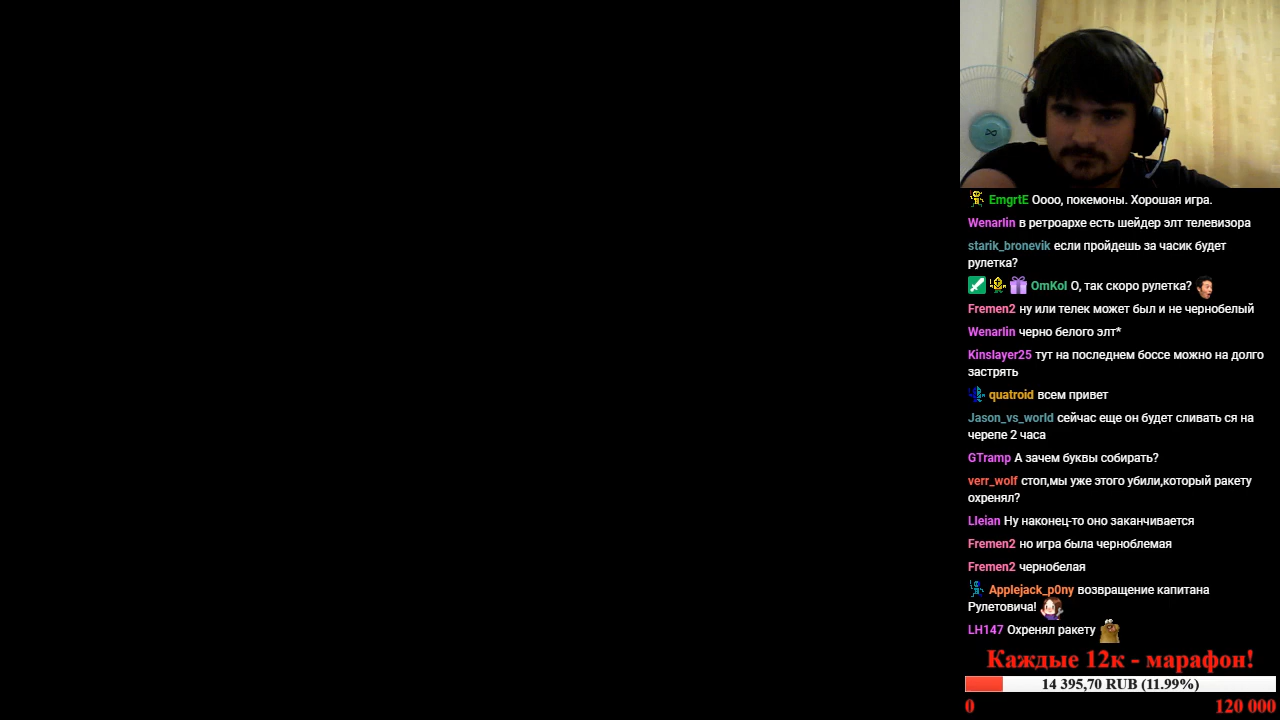 EmgrtE Оооо, покемоны. Хорошая игра.
Wenarlin в ретроархе есть шейдер элт телевизора
starik_bronevik если пройдешь за часик будет
рулетка?
OmKol О, так скоро рулетка?
Fremen2 ну или телек может был и не чернобелый
Wenarlin черно белого элт*
Kinslayer25 тут на последнем боссе можно на долго
застрять
quatroid всем привет
Jason_vs_world сейчас еще он будет сливать ся на
черепе 2 часа
GTramp А зачем буквы собирать?
verr_wolf стоп,мы уже этого убили,который ракету
охренял?
Lleian Ну наконец-то оно заканчивается
Fremen2 но игра была черноблемая
Fremen2 чернобелая
Applejack_p0ny возвращение капитана
Рулетовича!
LH147 Охренял ракету
Каждые 12к - марафон!
14 395,70 RUB (11.99%)
0 120 000